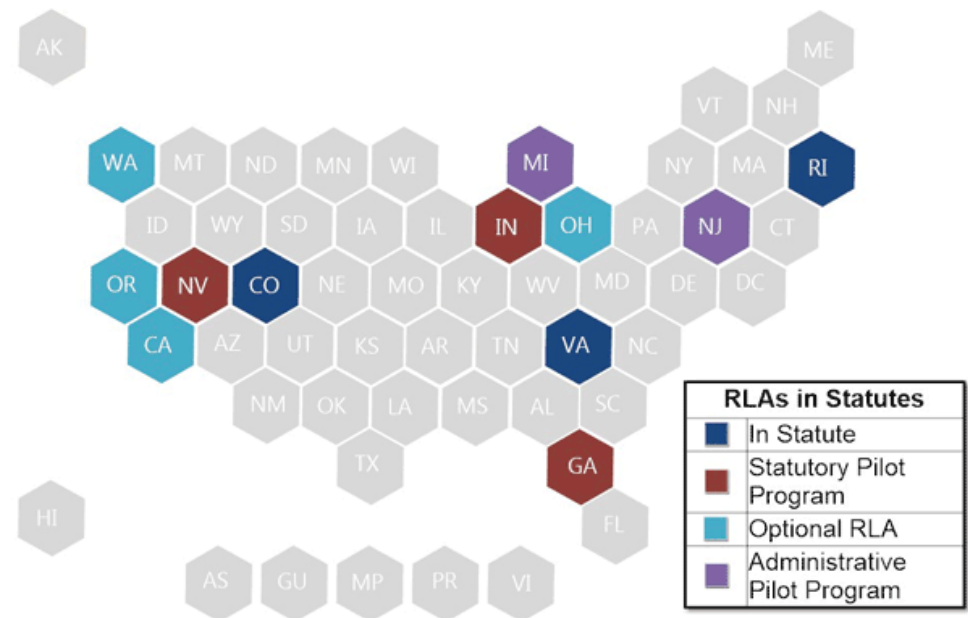 AK
ME
VT NH
WA MT ND MN WI MI NY MA RI
ID WY SD IA IL IN OH PA NJ CT
OR NV CO NE MO KY WV MD DE DC
CA AZ UT KS AR TN VA NC
NM OK LA MS AL SC
TX GA
HI FL
AS GU MP PR VI
RLAs in Statutes
In Statute
Statutory Pilot
Program
Optional RLA
Administrative
Pilot Program